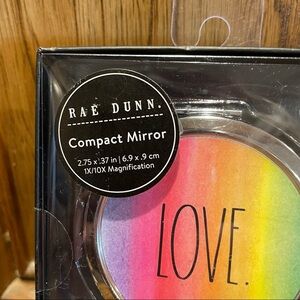 RAE DUNN.
Compact Mirror
2.75 x .37 in | 6.9 x .9 cm
1X/10X Magnification
LOVE.